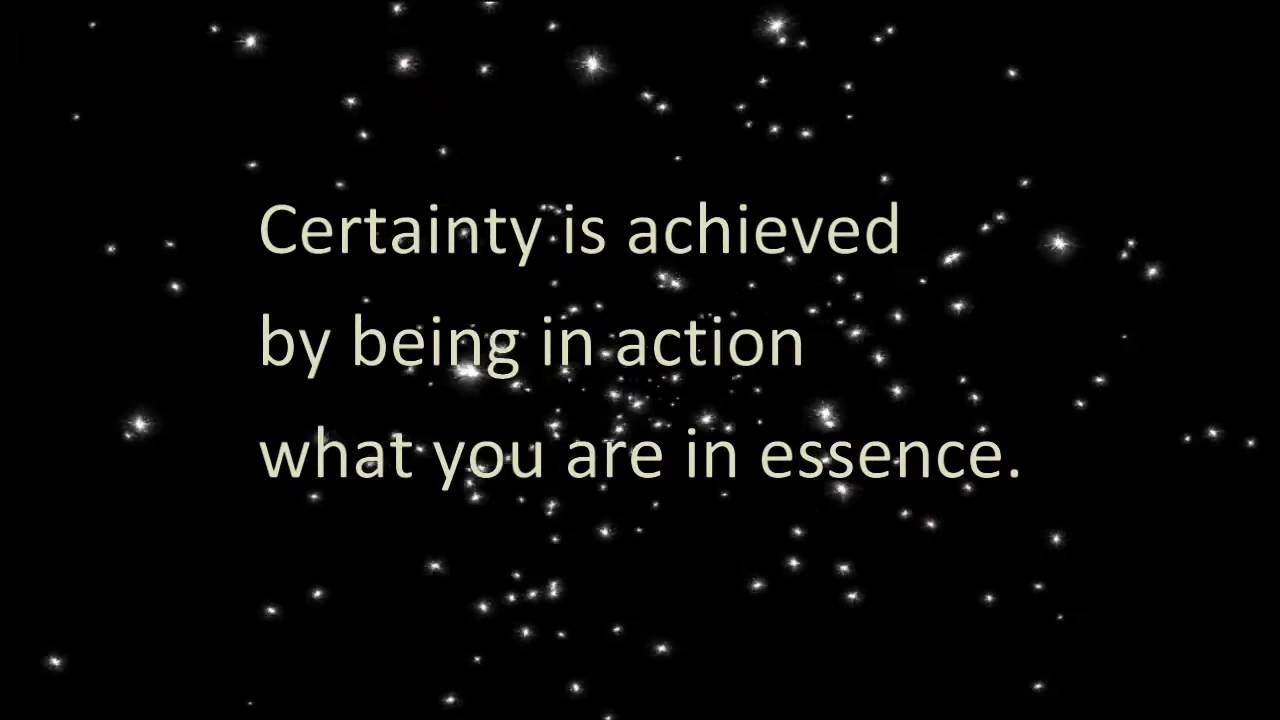 Certainty is achieved
by being in action
what you are in essence.